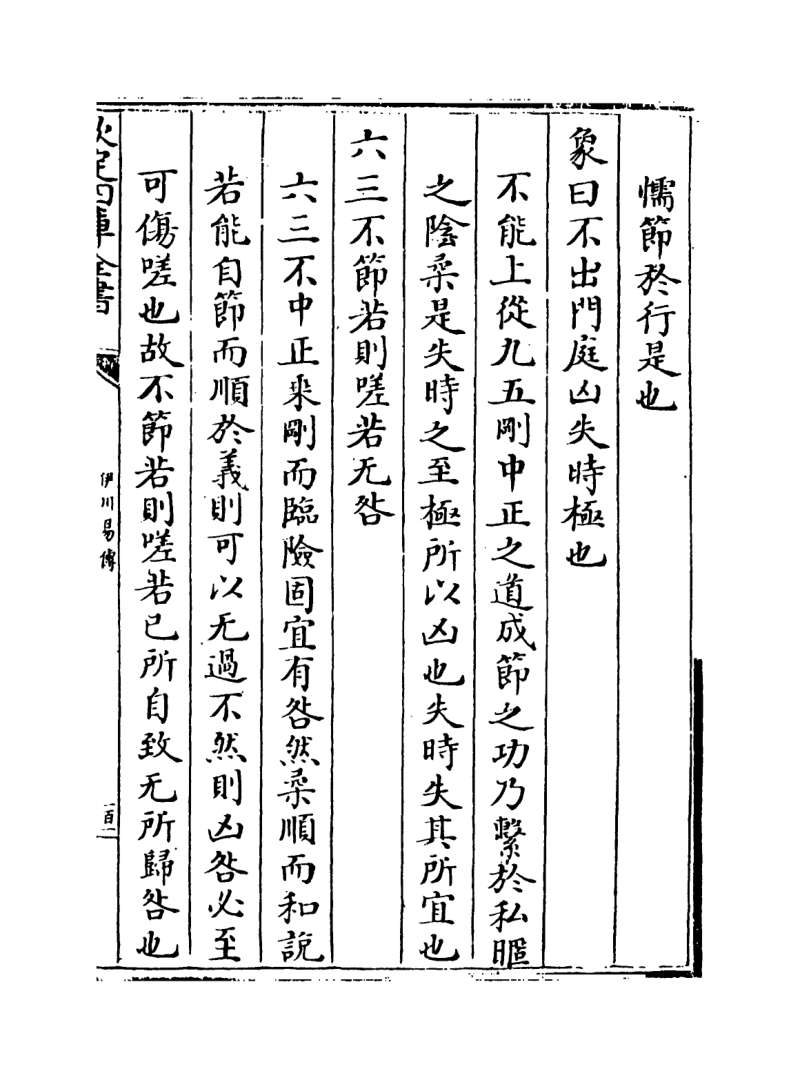 懦節於行是也
象曰不出門庭凶失時極也
不能上從九五剛中正之道成節之功乃繫於私暱
之陰柔是失時之至極所以凶也失時失其所宜也
六三不節若則嗟若无咎
六三不中正乘剛而臨險固宜有咎然柔順而和說
若能自節而順於義則可以无過不然則凶咎必至
可傷嗟也故不節若則嗟若已所自致无所歸咎也
欽定四庫全書
伊川易傳
一百一